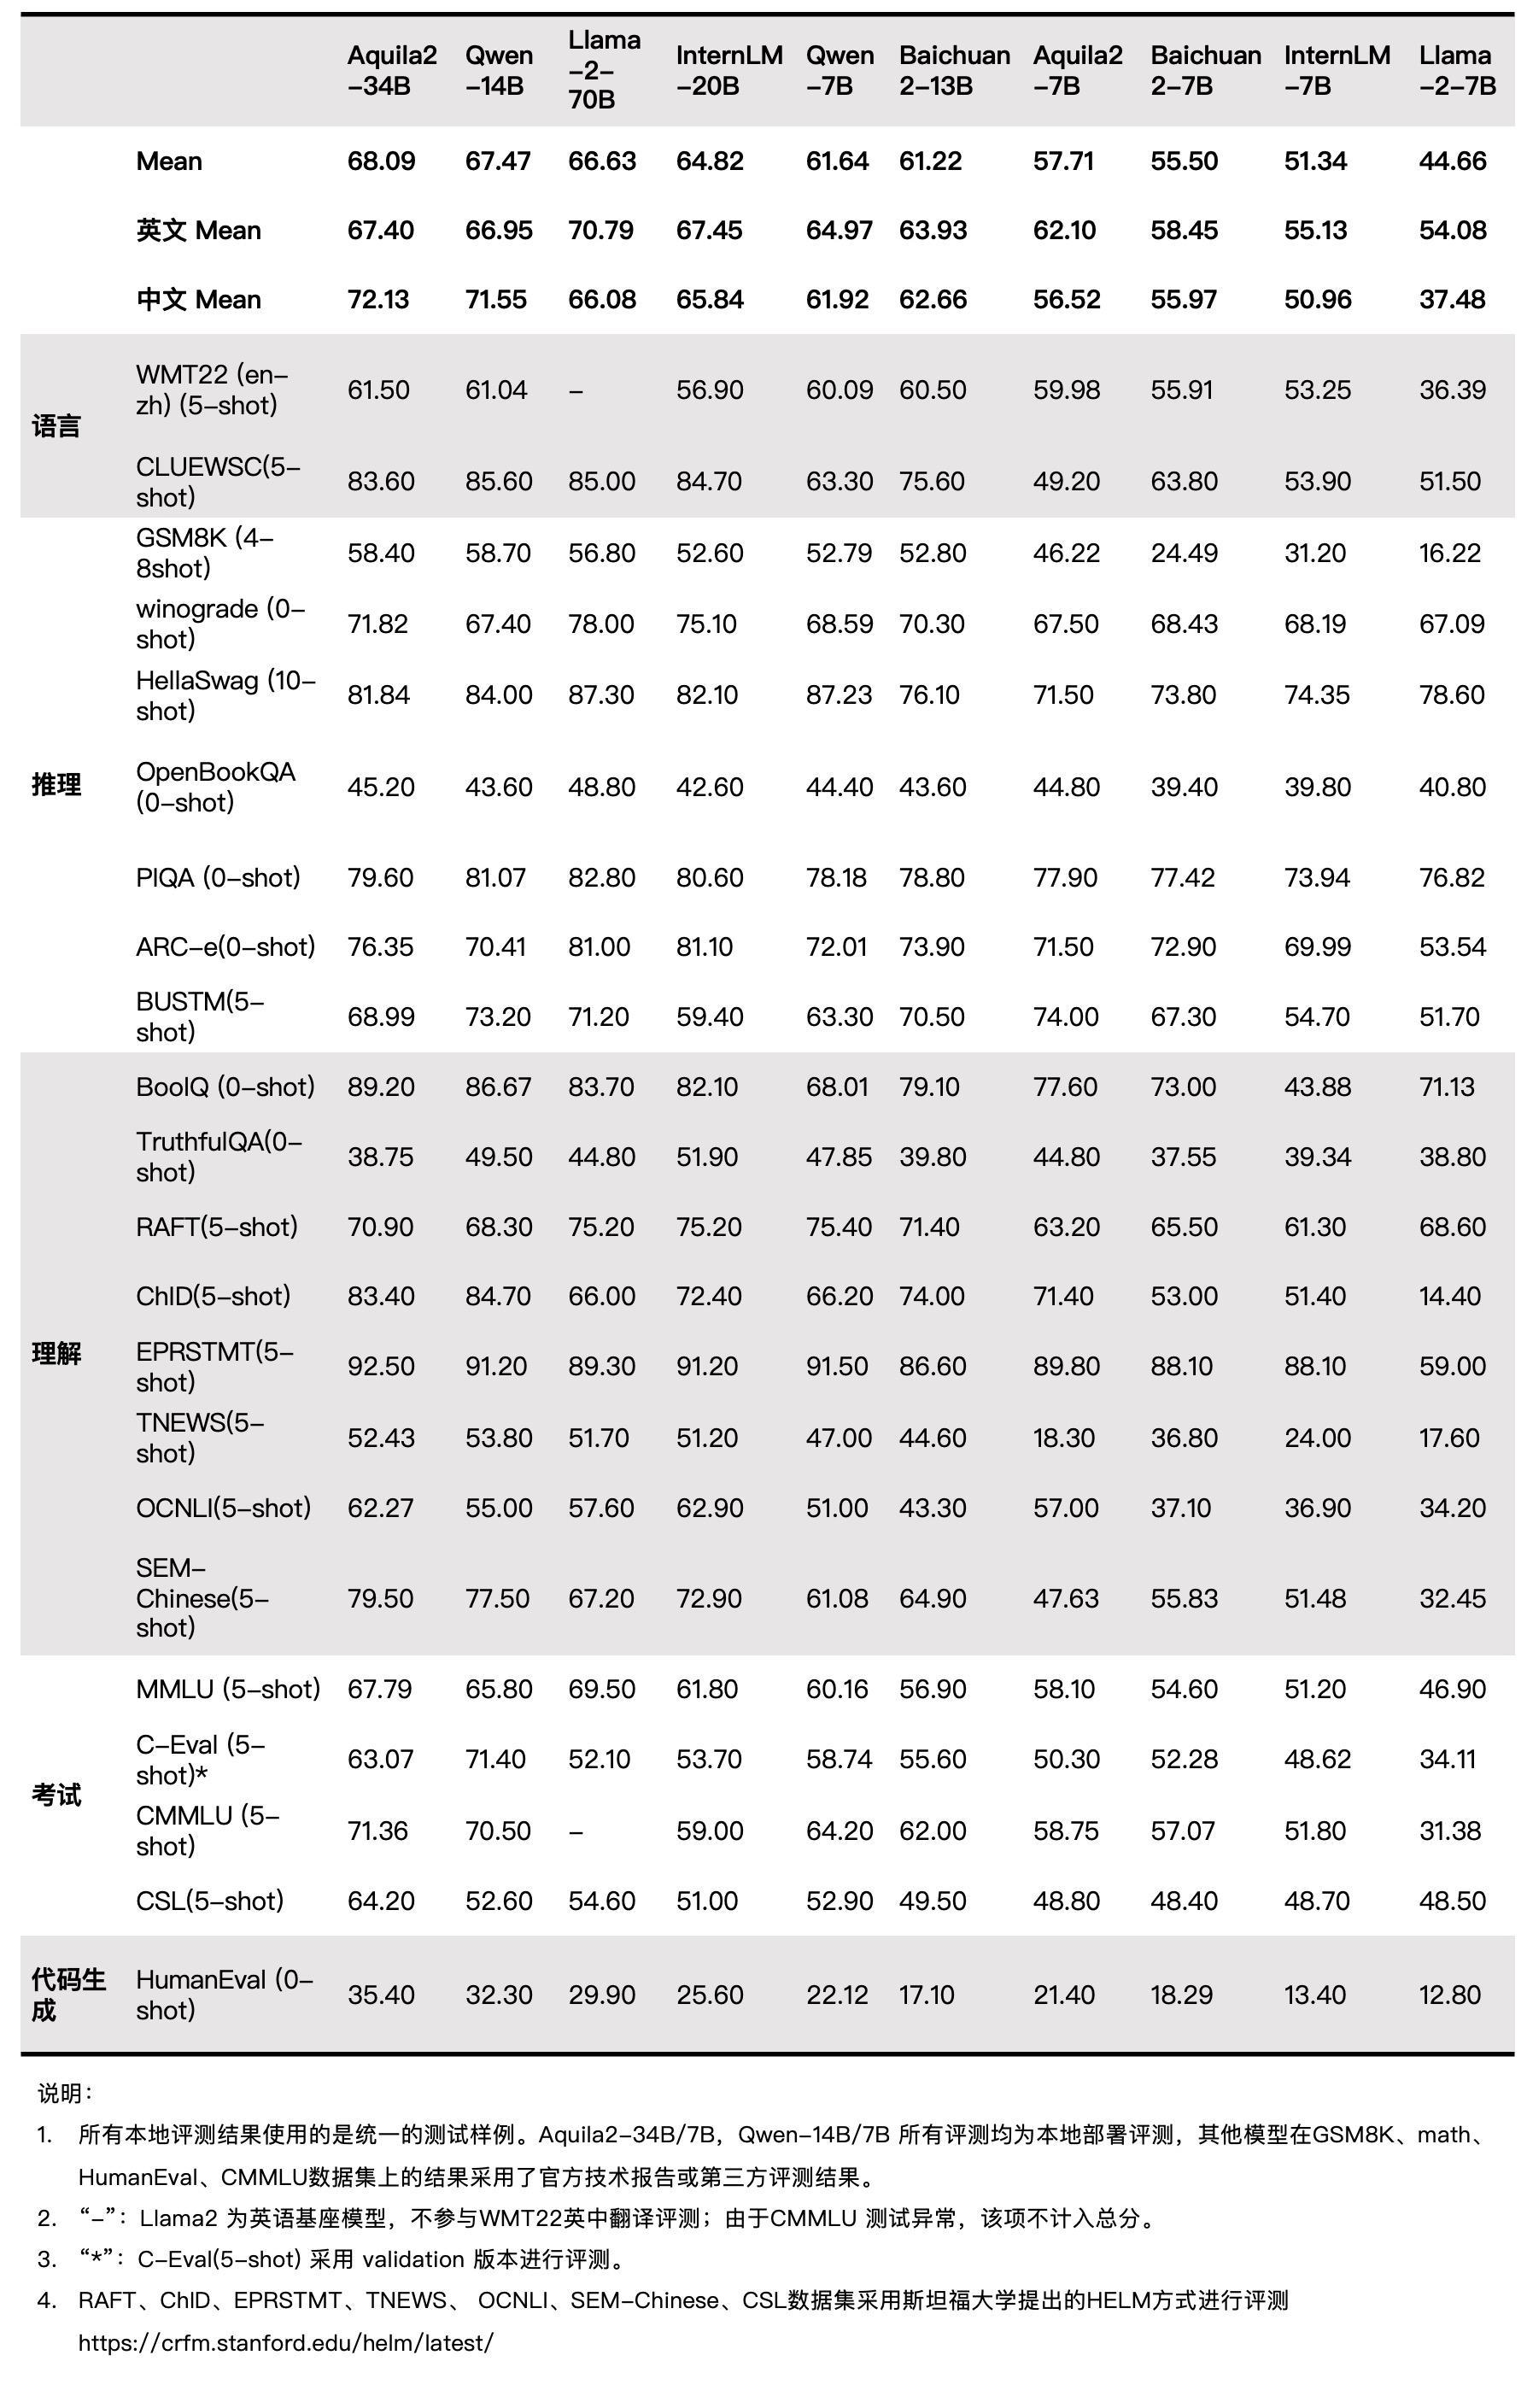 Aquila2-34B Qwen-14B Llama-2-70B InternLM-20B Qwen-7B Baichuan2-13B Aquila2-7B Baichuan2-7B InternLM-7B Llama-2-7B
Mean 68.09 67.47 66.63 64.82 61.64 61.22 57.71 55.50 51.34 44.66
英文 Mean 67.40 66.95 70.79 67.45 64.97 63.93 62.10 58.45 55.13 54.08
中文 Mean 72.13 71.55 66.08 65.84 61.92 62.66 56.52 55.97 50.96 37.48
语言
WMT22 (en-zh) (5-shot) 61.50 61.04 - 56.90 60.09 60.50 59.98 55.91 53.25 36.39
CLUEWSC(5-shot) 83.60 85.60 85.00 84.70 63.30 75.60 49.20 63.80 53.90 51.50
推理
GSM8K (4-8shot) 58.40 58.70 56.80 52.60 52.79 52.80 46.22 24.49 31.20 16.22
winograde (0-shot) 71.82 67.40 78.00 75.10 68.59 70.30 67.50 68.43 68.19 67.09
HellaSwag (10-shot) 81.84 84.00 87.30 82.10 87.23 76.10 71.50 73.80 74.35 78.60
OpenBookQA (0-shot) 45.20 43.60 48.80 42.60 44.40 43.60 44.80 39.40 39.80 40.80
PIQA (0-shot) 79.60 81.07 82.80 80.60 78.18 78.80 77.90 77.42 73.94 76.82
ARC-e(0-shot) 76.35 70.41 81.00 81.10 72.01 73.90 71.50 72.90 69.99 53.54
BUSTM(5-shot) 68.99 73.20 71.20 59.40 63.30 70.50 74.00 67.30 54.70 51.70
理解
BoolQ (0-shot) 89.20 86.67 83.70 82.10 68.01 79.10 77.60 73.00 43.88 71.13
TruthfulQA(0-shot) 38.75 49.50 44.80 51.90 47.85 39.80 44.80 37.55 39.34 38.80
RAFT(5-shot) 70.90 68.30 75.20 75.20 75.40 71.40 63.20 65.50 61.30 68.60
ChID(5-shot) 83.40 84.70 66.00 72.40 66.20 74.00 71.40 53.00 51.40 14.40
EPRSTMT(5-shot) 92.50 91.20 89.30 91.20 91.50 86.60 89.80 88.10 88.10 59.00
TNEWS(5-shot) 52.43 53.80 51.70 51.20 47.00 44.60 18.30 36.80 24.00 17.60
OCNLI(5-shot) 62.27 55.00 57.60 62.90 51.00 43.30 57.00 37.10 36.90 34.20
SEM-Chinese(5-shot) 79.50 77.50 67.20 72.90 61.08 64.90 47.63 55.83 51.48 32.45
考试
MMLU (5-shot) 67.79 65.80 69.50 61.80 60.16 56.90 58.10 54.60 51.20 46.90
C-Eval (5-shot)* 63.07 71.40 52.10 53.70 58.74 55.60 50.30 52.28 48.62 34.11
CMMLU (5-shot) 71.36 70.50 - 59.00 64.20 62.00 58.75 57.07 51.80 31.38
CSL(5-shot) 64.20 52.60 54.60 51.00 52.90 49.50 48.80 48.40 48.70 48.50
代码生成
HumanEval (0-shot) 35.40 32.30 29.90 25.60 22.12 17.10 21.40 18.29 13.40 12.80
说明：
1. 所有本地评测结果使用的是统一的测试样例。Aquila2-34B/7B，Qwen-14B/7B 所有评测均为本地部署评测，其他模型在GSM8K、math、
HumanEval、CMMLU数据集上的结果采用了官方技术报告或第三方评测结果。
2. “-”：Llama2 为英语基座模型，不参与WMT22英中翻译评测；由于CMMLU 测试异常，该项不计入总分。
3. “*”：C-Eval(5-shot) 采用 validation 版本进行评测。
4. RAFT、ChID、EPRSTMT、TNEWS、 OCNLI、SEM-Chinese、CSL数据集采用斯坦福大学提出的HELM方式进行评测
https://crfm.stanford.edu/helm/latest/